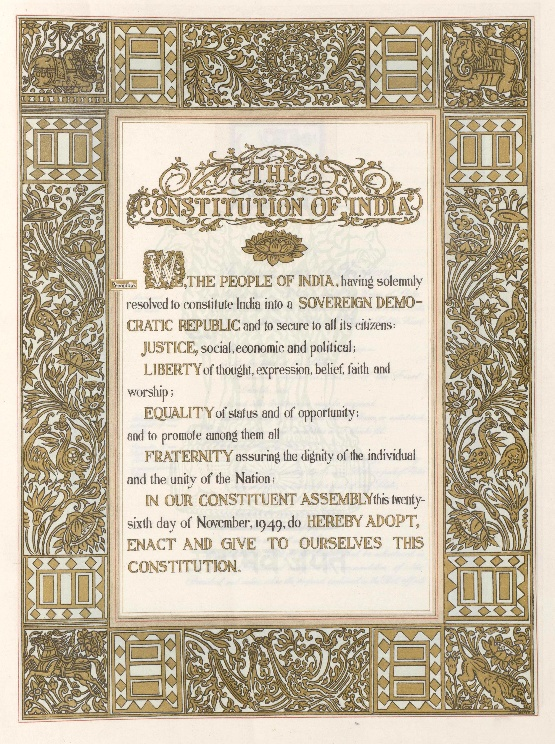 THE
CONSTITUTION OF INDIA
WE, THE PEOPLE OF INDIA, having solemnly
resolved to constitute India into a SOVEREIGN DEMO-
CRATIC REPUBLIC and to secure to all its citizens:
JUSTICE, social, economic and political;
LIBERTY of thought, expression, belief, faith and
worship;
EQUALITY of status and of opportunity;
and to promote among them all
FRATERNITY assuring the dignity of the individual
and the unity of the Nation;
IN OUR CONSTITUENT ASSEMBLY this twenty-
sixth day of November, 1949, do HEREBY ADOPT,
ENACT AND GIVE TO OURSELVES THIS
CONSTITUTION.